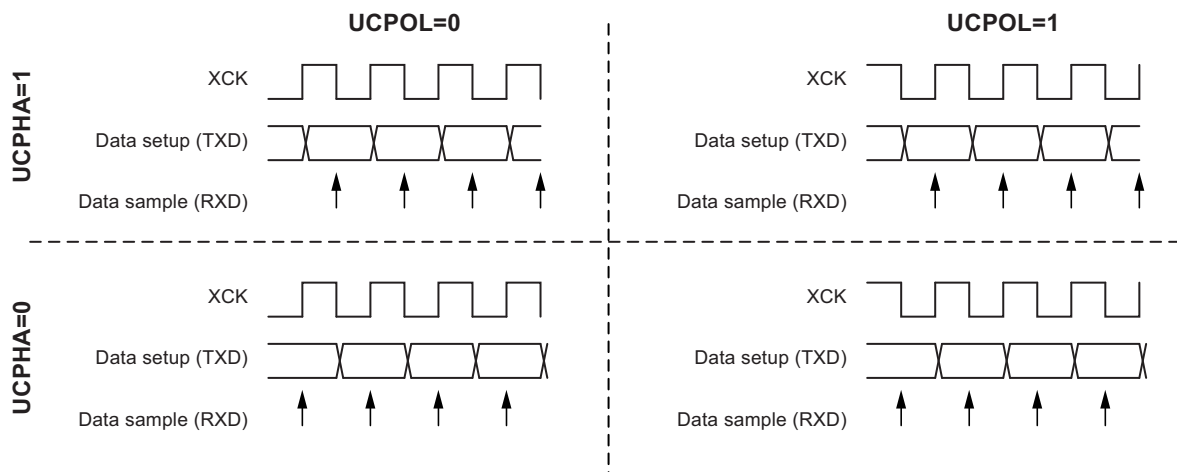 UCPOL=0
UCPOL=1
UCPHA=1
XCK
Data setup (TXD)
Data sample (RXD)
XCK
Data setup (TXD)
Data sample (RXD)
UCPHA=0
XCK
Data setup (TXD)
Data sample (RXD)
XCK
Data setup (TXD)
Data sample (RXD)